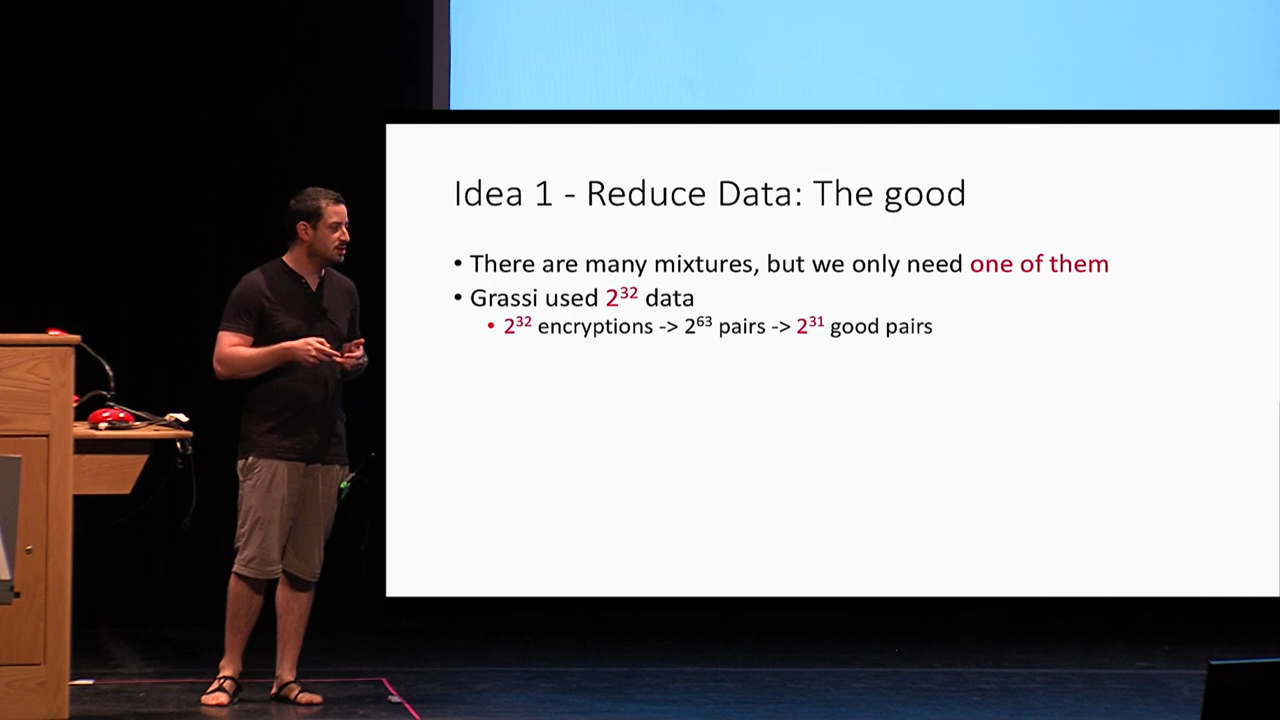 Idea 1 - Reduce Data: The good
• There are many mixtures, but we only need one of them
• Grassi used 2³² data
• 2³² encryptions -> 2⁶³ pairs -> 2³¹ good pairs